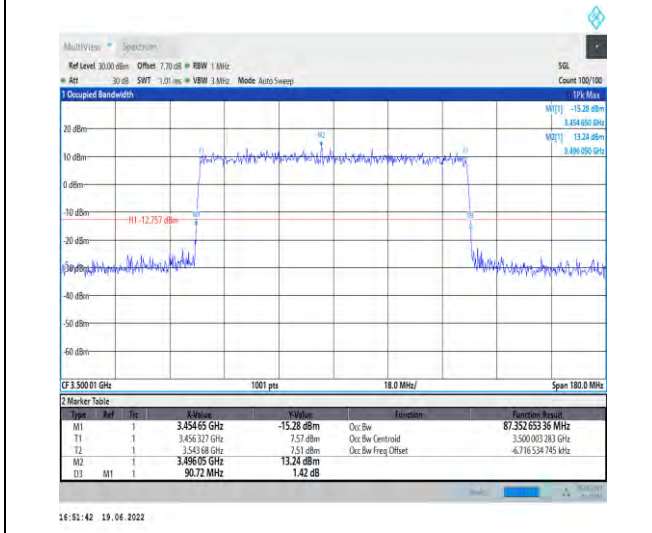 MultiView Spectrum
Ref Level 30.00 dBm Offset 7.70 dB RBW 1 MHz SGL
Att 30 dB SWT 1.01 ms VBW 3 MHz Mode Auto Sweep Count 100/100
1 Occupied Bandwidth 1Pk Max
M1[1] -15.28 dBm
3.454 650 GHz
M2[1] 13.24 dBm
3.496 050 GHz
20 dBm
M2
10 dBm
T1
0 dBm
-10 dBm
H1 -12.757 dBm
M1
D3
-20 dBm
-30 dBm
-40 dBm
-50 dBm
-60 dBm
CF 3.500 01 GHz 1001 pts 18.0 MHz/ Span 180.0 MHz
2 Marker Table
Type Ref Trc X-Value Y-Value Function Function Result
M1 1 3.454 65 GHz -15.28 dBm Occ Bw 87.352 653 36 MHz
T1 1 3.456 327 GHz 7.57 dBm Occ Bw Centroid 3.500 003 283 GHz
T2 1 3.543 68 GHz 7.51 dBm Occ Bw Freq Offset -6.716 534 745 kHz
M2 1 3.496 05 GHz 13.24 dBm
D3 M1 1 90.72 MHz 1.42 dB
16:51:42 19.06.2022